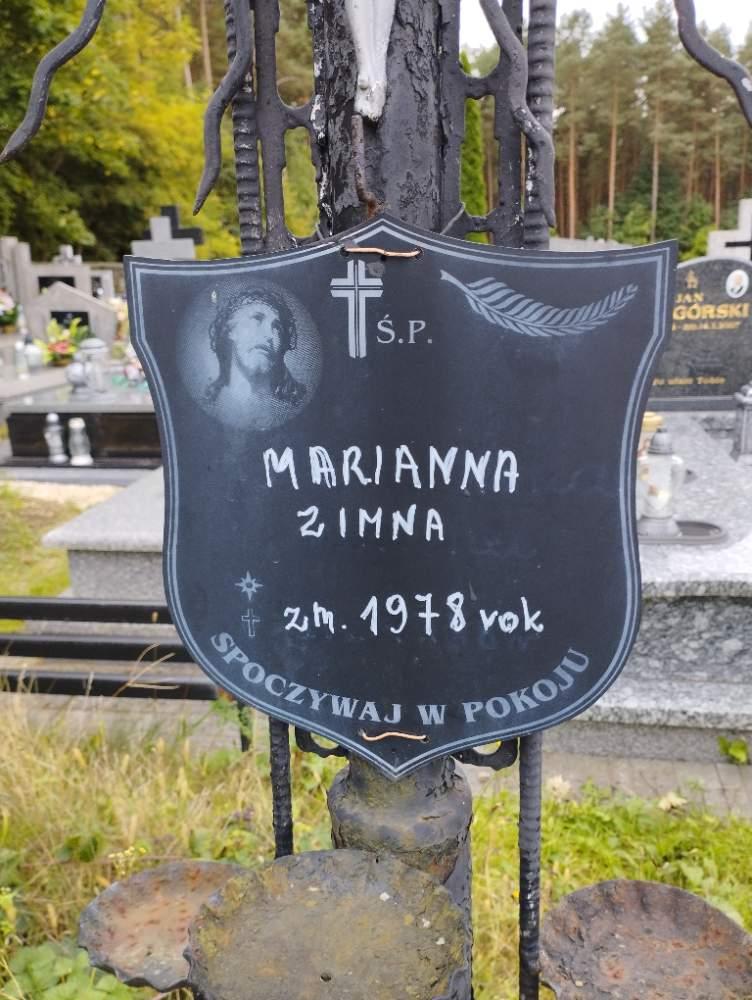 Ś.P.
MARIANNA
ZIMNA
zm. 1978 rok
SPOCZYWAJ W POKOJU
JAN
GÓRSKI